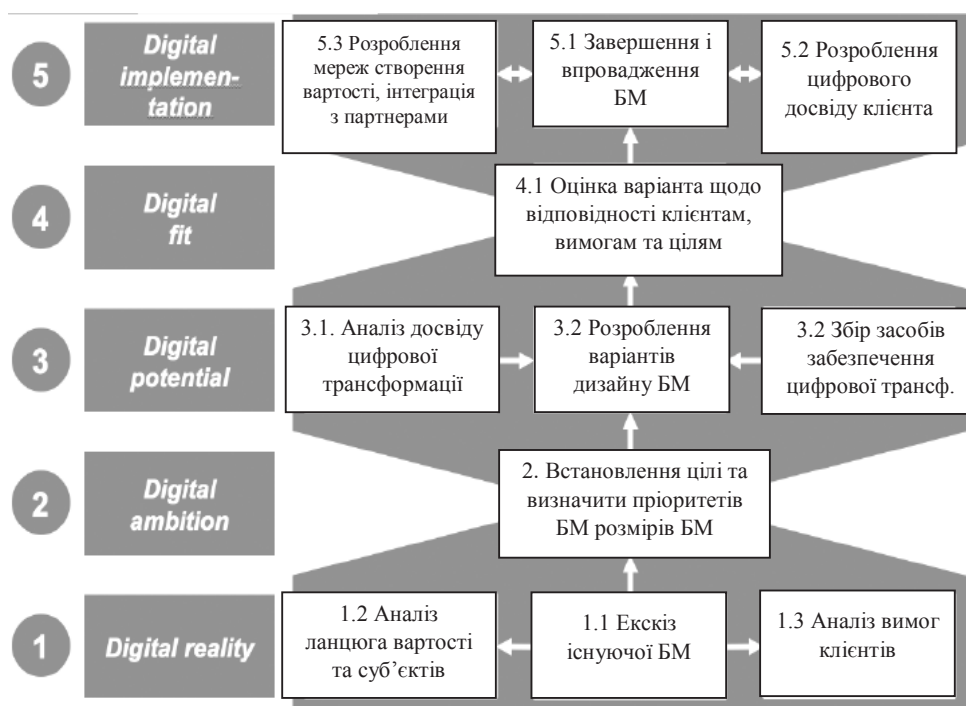 5
Digital
implemen-
tation
5.3 Розроблення
мереж створення
вартості, інтеграція
з партнерами
5.1 Завершення і
впровадження
БМ
5.2 Розроблення
цифрового
досвіду клієнта
4
Digital
fit
4.1 Оцінка варіанта щодо
відповідності клієнтам,
вимогам та цілям
3
Digital
potential
3.1. Аналіз досвіду
цифрової
трансформації
3.2 Розроблення
варіантів
дизайну БМ
3.2 Збір засобів
забезпечення
цифрової трансф.
2
Digital
ambition
2. Встановлення цілі та
визначити пріоритетів
БМ розмірів БМ
1
Digital reality
1.2 Аналіз
ланцюга вартості
та суб’єктів
1.1 Екскіз
існуючої БМ
1.3 Аналіз вимог
клієнтів